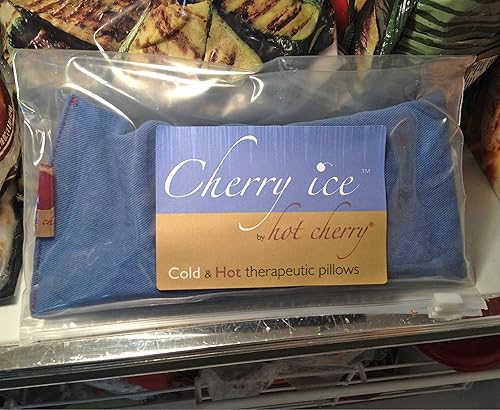 Cherry ice™
by hot cherry®
Cold & Hot therapeutic pillows